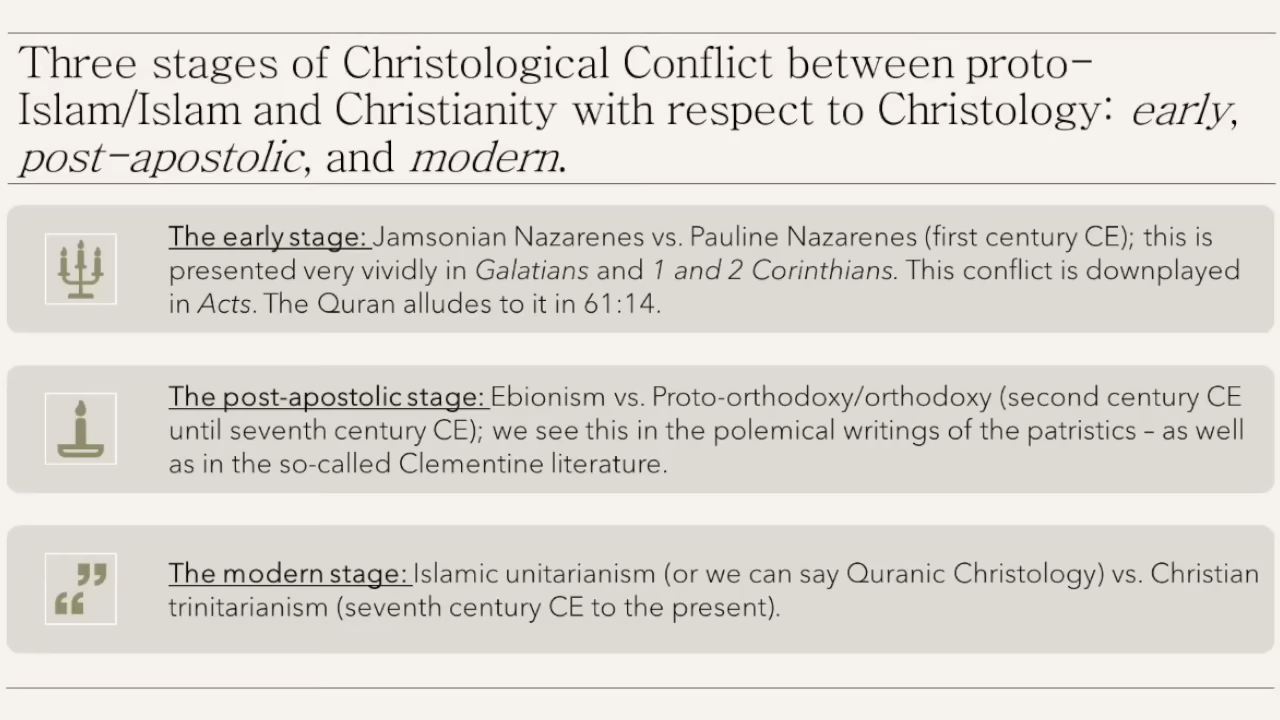 Three stages of Christological Conflict between proto-
Islam/Islam and Christianity with respect to Christology: early,
post-apostolic, and modern.
The early stage: Jamsonian Nazarenes vs. Pauline Nazarenes (first century CE); this is
presented very vividly in Galatians and 1 and 2 Corinthians. This conflict is downplayed
in Acts. The Quran alludes to it in 61:14.
The post-apostolic stage: Ebionism vs. Proto-orthodoxy/orthodoxy (second century CE
until seventh century CE); we see this in the polemical writings of the patristics – as well
as in the so-called Clementine literature.
The modern stage: Islamic unitarianism (or we can say Quranic Christology) vs. Christian
trinitarianism (seventh century CE to the present).